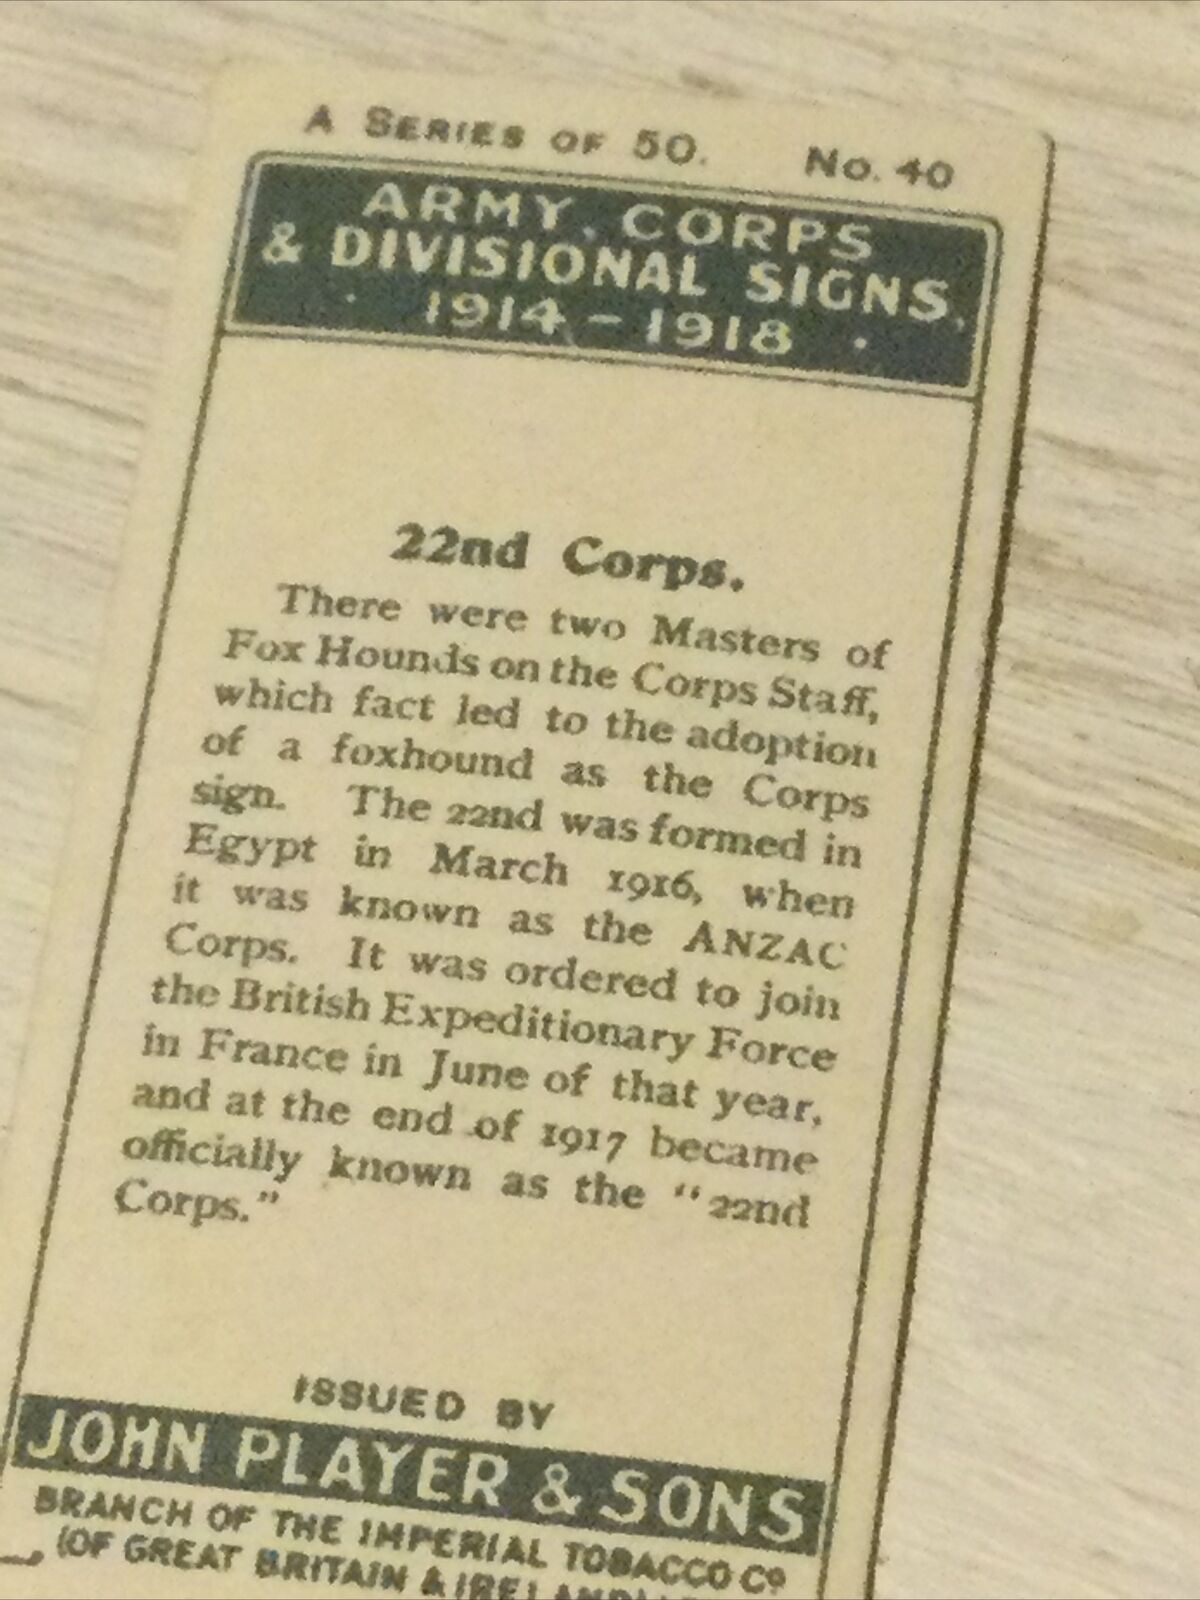 A SERIES OF 50. No. 40
ARMY CORPS
& DIVISIONAL SIGNS
1914 - 1918
22nd Corps.
There were two Masters of
Fox Hounds on the Corps Staff,
which fact led to the adoption
of a foxhound as the Corps
sign. The 22nd was formed in
Egypt in March 1916, when
it was known as the ANZAC
Corps. It was ordered to join
the British Expeditionary Force
in France in June of that year,
and at the end of 1917 became
officially known as the "22nd
Corps."
ISSUED BY
JOHN PLAYER & SONS
BRANCH OF THE IMPERIAL TOBACCO Co
(OF GREAT BRITAIN & IRELAND)